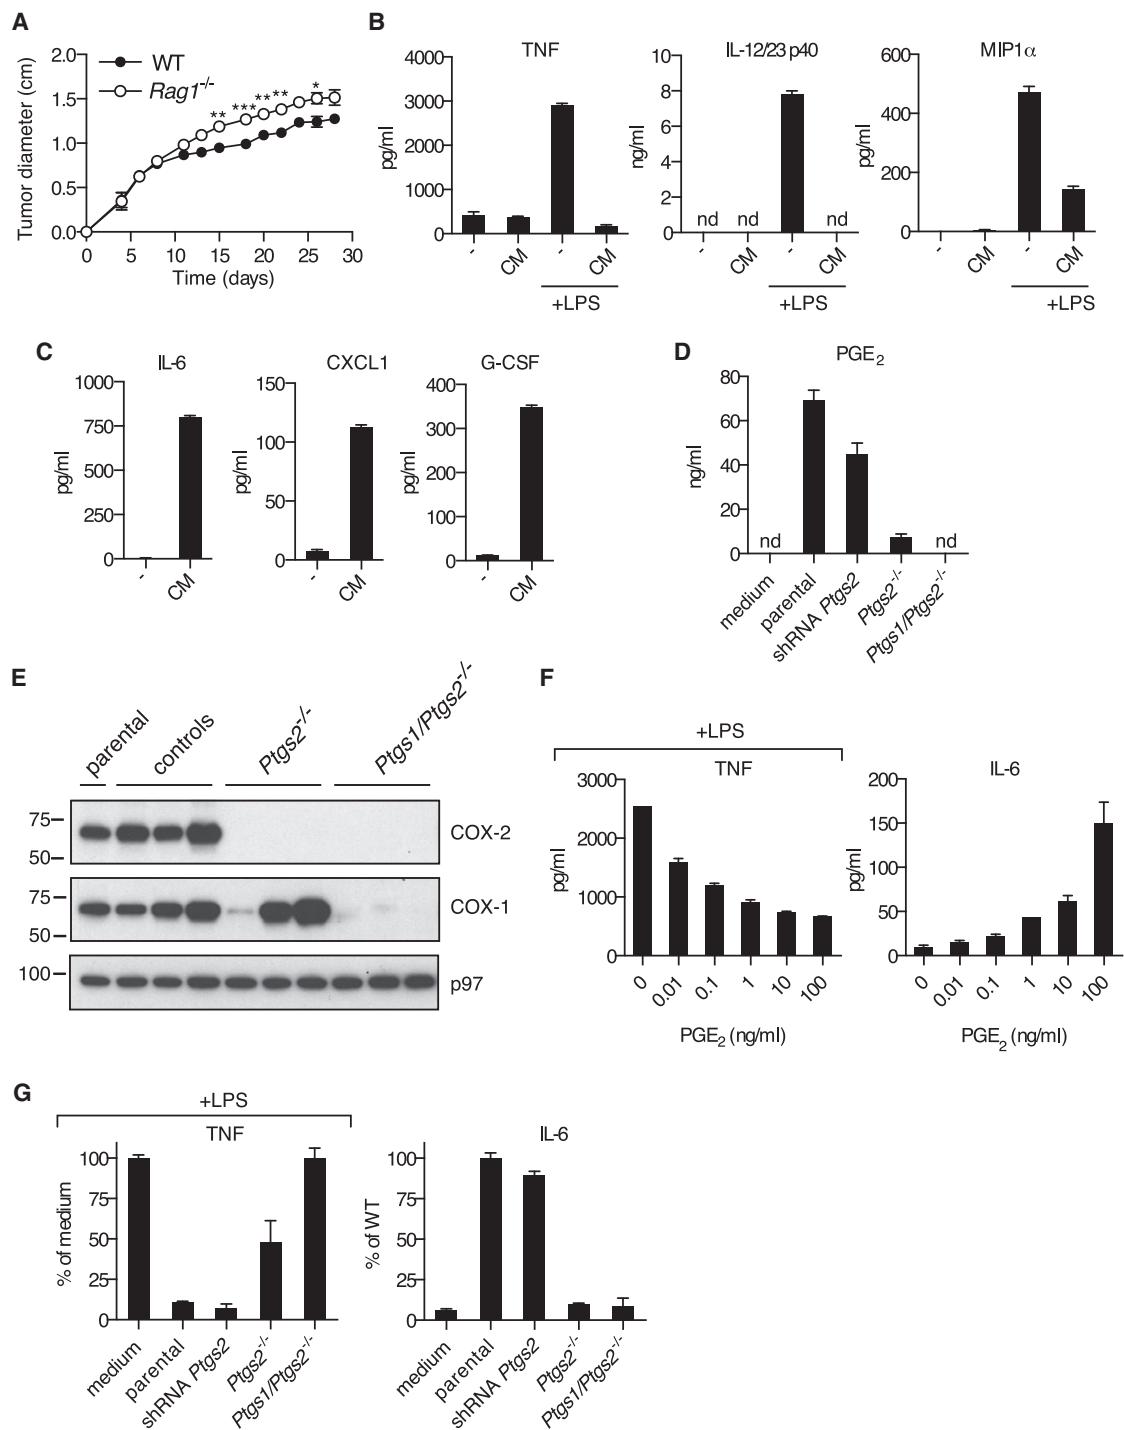 A
Tumor diameter (cm)
2.0
1.5
1.0
0.5
0.0
WT
Rag1-/-
** *** ** ** *
0 5 10 15 20 25 30
Time (days)
B
TNF
pg/ml
4000
3000
2000
1000
0
- CM - CM
+LPS
IL-12/23 p40
ng/ml
10
8
6
4
2
0
nd nd nd
- CM - CM
+LPS
MIP1α
pg/ml
600
400
200
0
- CM - CM
+LPS
C
IL-6
pg/ml
1000
750
500
250
0
- CM
CXCL1
pg/ml
150
100
50
0
- CM
G-CSF
pg/ml
400
300
200
100
0
- CM
D
PGE2
ng/ml
80
60
40
20
0
nd nd
medium
parental
shRNA Ptgs2
Ptgs2-/-
Ptgs1/Ptgs2-/-
E
parental
controls
Ptgs2-/-
Ptgs1/Ptgs2-/-
75
50
COX-2
75
50
COX-1
100
p97
F
+LPS
TNF
pg/ml
3000
2000
1000
0
0 0.01 0.1 1 10 100
PGE2 (ng/ml)
IL-6
pg/ml
200
150
100
50
0
0 0.01 0.1 1 10 100
PGE2 (ng/ml)
G
+LPS
TNF
% of medium
100
75
50
25
0
medium
parental
shRNA Ptgs2
Ptgs2-/-
Ptgs1/Ptgs2-/-
IL-6
% of WT
100
75
50
25
0
medium
parental
shRNA Ptgs2
Ptgs2-/-
Ptgs1/Ptgs2-/-